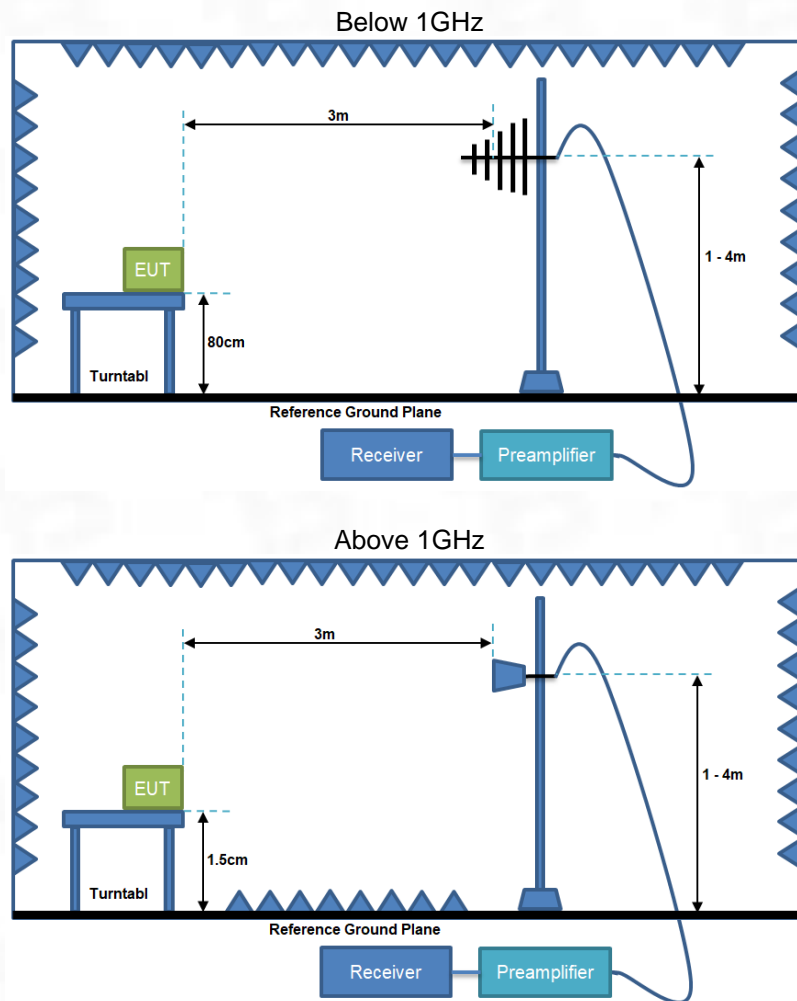 Below 1GHz
3m
EUT
1 - 4m
80cm
Turntabl
Reference Ground Plane
Receiver
Preamplifier
Above 1GHz
3m
EUT
1 - 4m
1.5cm
Turntabl
Reference Ground Plane
Receiver
Preamplifier